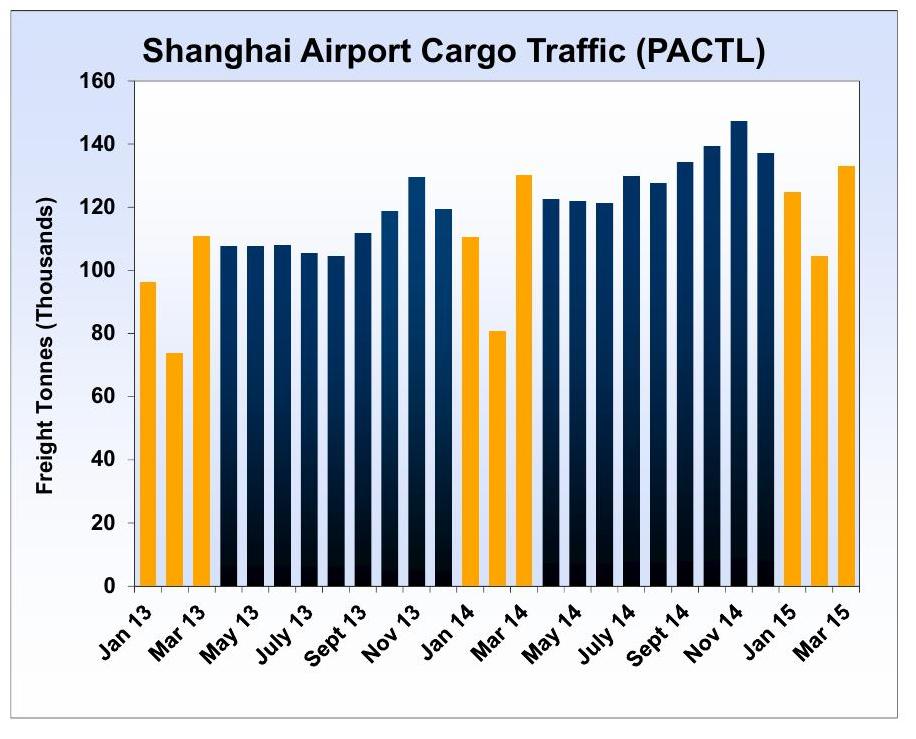 Shanghai Airport Cargo Traffic (PACTL)
160
140
120
100
80
60
40
20
0
Freight Tonnes (Thousands)
Jan 13
Mar 13
May 13
July 13
Sept 13
Nov 13
Jan 14
Mar 14
May 14
July 14
Sept 14
Nov 14
Jan 15
Mar 15